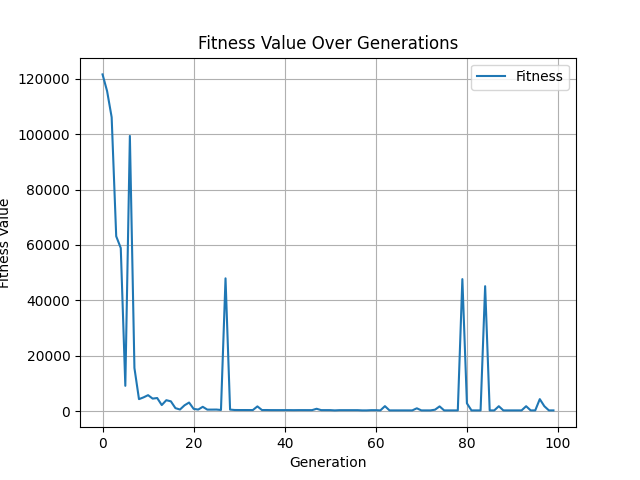 Fitness Value Over Generations
Fitness
120000
100000
80000
60000
40000
20000
0
Fitness Value
0 20 40 60 80 100
Generation